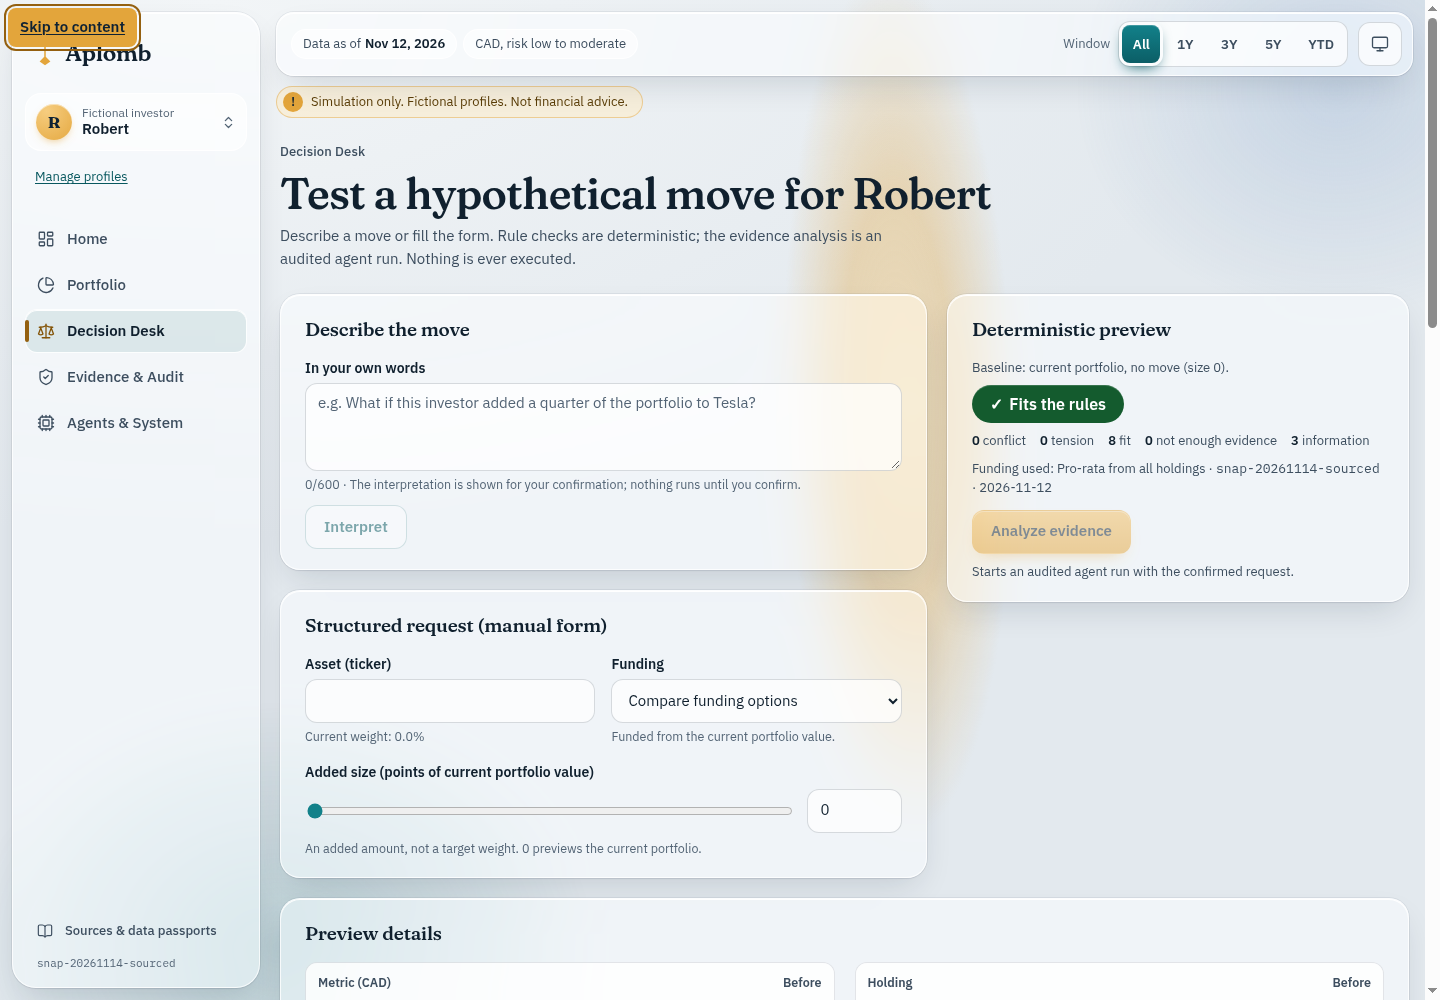 Skip to content
Aplomb
R
Fictional investor
Robert
Manage profiles
Home
Portfolio
Decision Desk
Evidence & Audit
Agents & System
Sources & data passports
snap-20261114-sourced
Data as of Nov 12, 2026
CAD, risk low to moderate
Window
All
1Y
3Y
5Y
YTD
! Simulation only. Fictional profiles. Not financial advice.
Decision Desk
Test a hypothetical move for Robert
Describe a move or fill the form. Rule checks are deterministic; the evidence analysis is an
audited agent run. Nothing is ever executed.
Describe the move
In your own words
e.g. What if this investor added a quarter of the portfolio to Tesla?
0/600 · The interpretation is shown for your confirmation; nothing runs until you confirm.
Interpret
Deterministic preview
Baseline: current portfolio, no move (size 0).
✓ Fits the rules
0 conflict 0 tension 8 fit 0 not enough evidence 3 information
Funding used: Pro-rata from all holdings · snap-20261114-sourced
· 2026-11-12
Analyze evidence
Starts an audited agent run with the confirmed request.
Structured request (manual form)
Asset (ticker)
Funding
Compare funding options
Current weight: 0.0%
Funded from the current portfolio value.
Added size (points of current portfolio value)
0
An added amount, not a target weight. 0 previews the current portfolio.
Preview details
Metric (CAD) Before
Holding Before